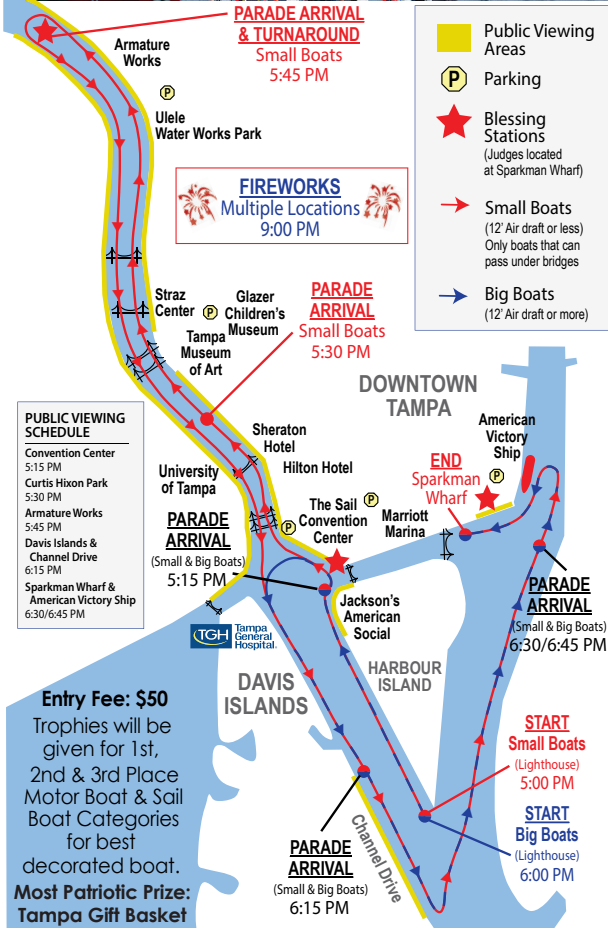 PARADE ARRIVAL
& TURNAROUND
Small Boats
5:45 PM
Armature
Works
P
Ulele
Water Works Park
FIREWORKS
Multiple Locations
9:00 PM
Public Viewing
Areas
P
Parking
Blessing
Stations
(Judges located
at Sparkman Wharf)
Small Boats
(12' Air draft or less)
Only boats that can
pass under bridges
Big Boats
(12' Air draft or more)
Straz
Center
P
Glazer
Children's
Museum
Tampa
Museum
of Art
PARADE
ARRIVAL
Small Boats
5:30 PM
DOWNTOWN
TAMPA
PUBLIC VIEWING
SCHEDULE
Convention Center
5:15 PM
Curtis Hixon Park
5:30 PM
Armature Works
5:45 PM
Davis Islands &
Channel Drive
6:15 PM
Sparkman Wharf &
American Victory Ship
6:30/6:45 PM
Sheraton
Hotel
Hilton Hotel
University
of Tampa
American
Victory
Ship
P
END
Sparkman
Wharf
The Sail
Convention
Center
P
P
Marriott
Marina
PARADE
ARRIVAL
(Small & Big Boats)
5:15 PM
Jackson's
American
Social
PARADE
ARRIVAL
(Small & Big Boats)
6:30/6:45 PM
TGH
Tampa
General
Hospital.
DAVIS
ISLANDS
HARBOUR
ISLAND
Entry Fee: $50
Trophies will be
given for 1st,
2nd & 3rd Place
Motor Boat & Sail
Boat Categories
for best
decorated boat.
Most Patriotic Prize:
Tampa Gift Basket
START
Small Boats
(Lighthouse)
5:00 PM
START
Big Boats
(Lighthouse)
6:00 PM
Channel Drive
PARADE
ARRIVAL
(Small & Big Boats)
6:15 PM